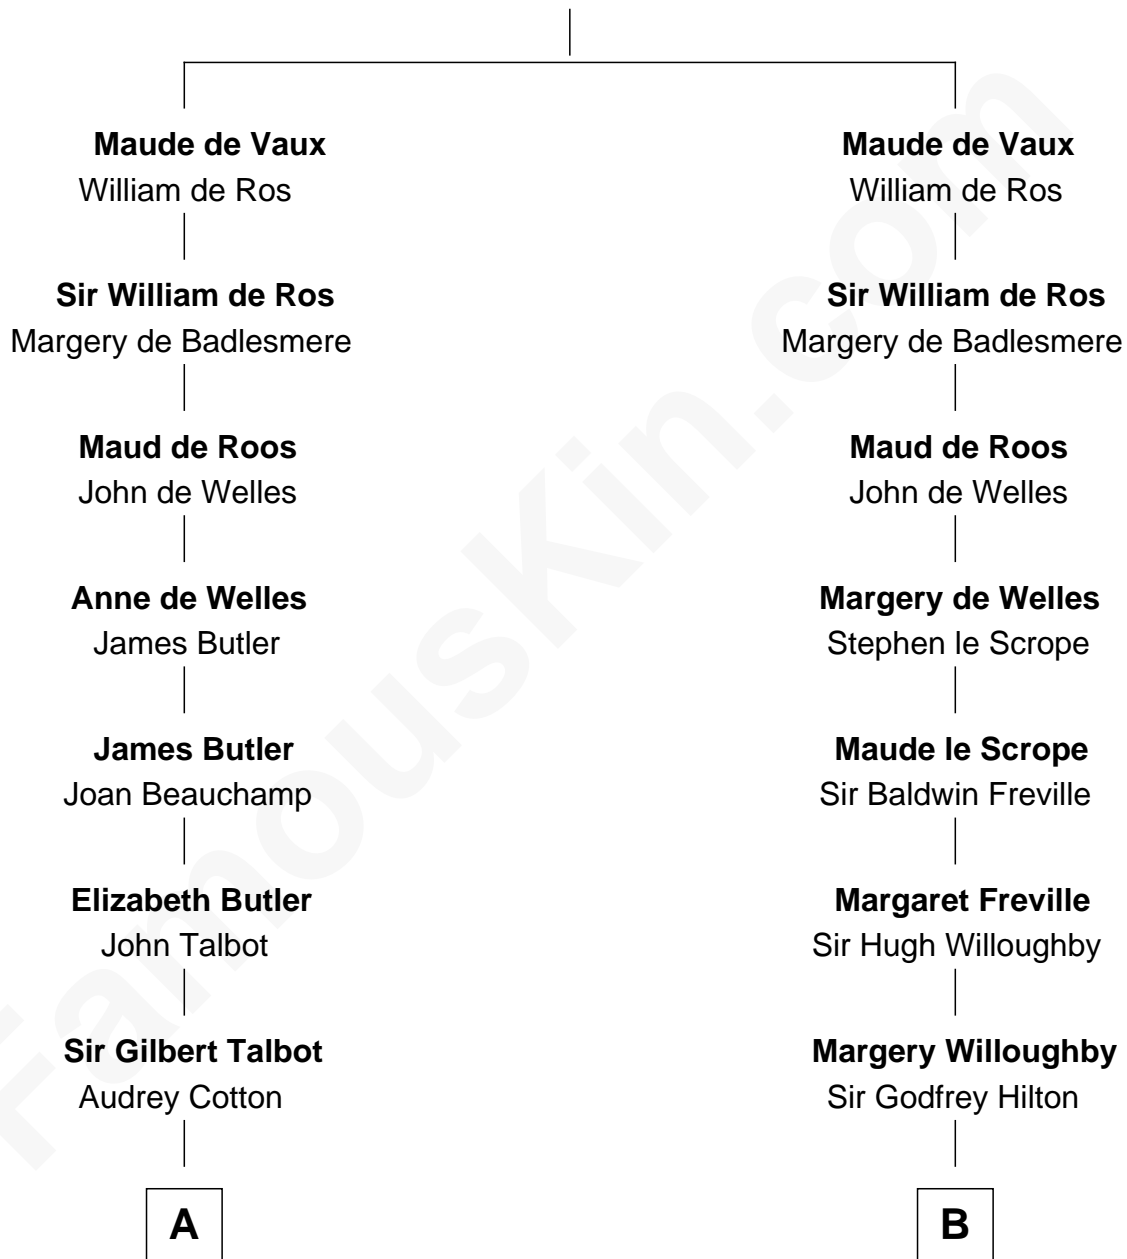 Maude de Vaux
William de Ros
Sir William de Ros
Margery de Badlesmere
Maud de Roos
John de Welles
Anne de Welles
James Butler
James Butler
Joan Beauchamp
Elizabeth Butler
John Talbot
Sir Gilbert Talbot
Audrey Cotton
A
Maude de Vaux
William de Ros
Sir William de Ros
Margery de Badlesmere
Maud de Roos
John de Welles
Margery de Welles
Stephen le Scrope
Maude le Scrope
Sir Baldwin Freville
Margaret Freville
Sir Hugh Willoughby
Margery Willoughby
Sir Godfrey Hilton
B
FamousKin.com